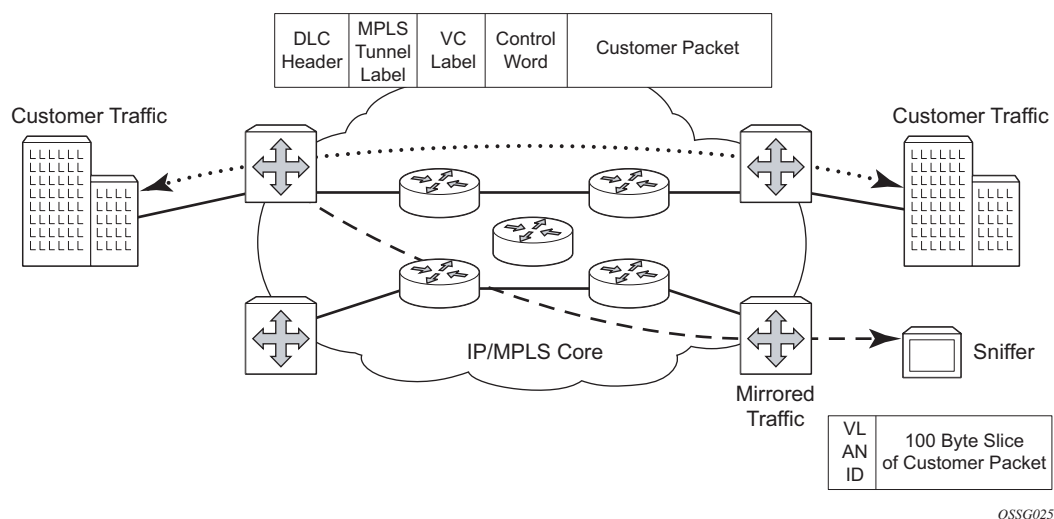 DLC
Header
MPLS
Tunnel
Label
VC
Label
Control
Word
Customer Packet
Customer Traffic
Customer Traffic
IP/MPLS Core
Sniffer
Mirrored
Traffic
VL
AN
ID
100 Byte Slice
of Customer Packet
OSSG025